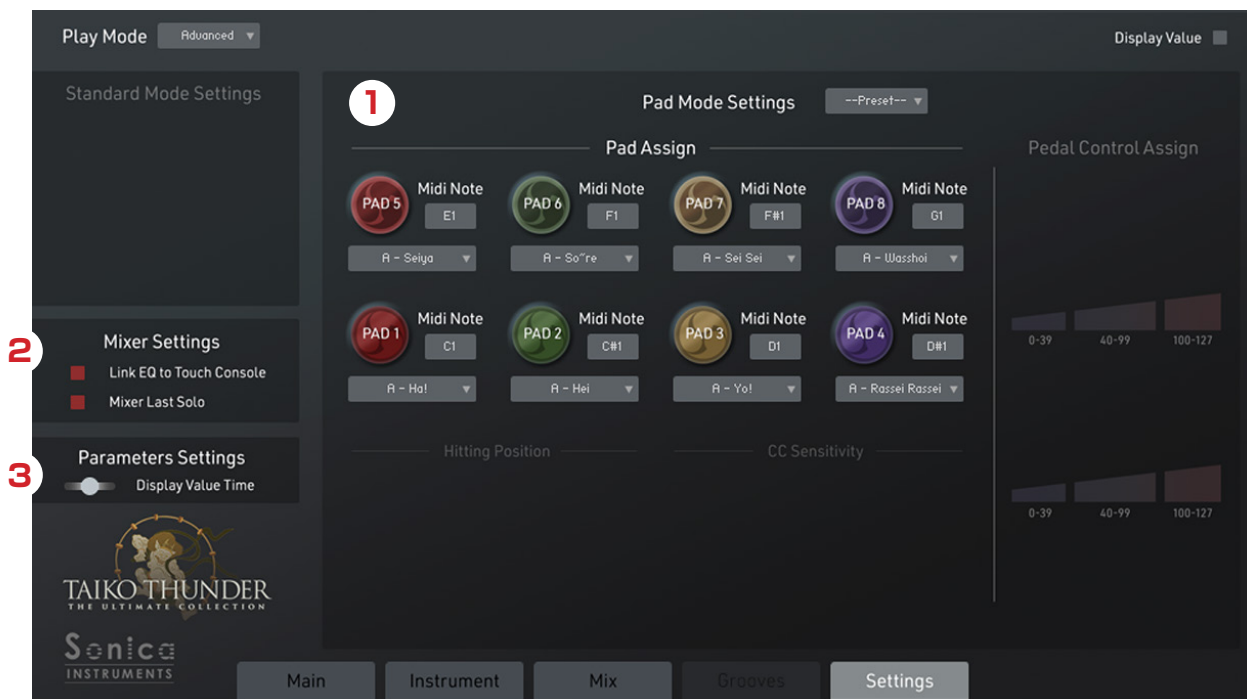 Play Mode Advanced
Display Value
Standard Mode Settings
1
Pad Mode Settings --Preset--
Pad Assign
Pedal Control Assign
PAD 5 Midi Note E1
PAD 6 Midi Note F1
PAD 7 Midi Note F#1
PAD 8 Midi Note G1
A - Seiya
A - So~re
A - Sei Sei
A - Wasshoi
PAD 1 Midi Note C1
PAD 2 Midi Note C#1
PAD 3 Midi Note D1
PAD 4 Midi Note D#1
A - Ha!
A - Hei
A - Yo!
A - Rassei Rassei
0-39 40-99 100-127
2
Mixer Settings
Link EQ to Touch Console
Mixer Last Solo
Hitting Position
CC Sensitivity
3
Parameters Settings
Display Value Time
0-39 40-99 100-127
TAIKO THUNDER
THE ULTIMATE COLLECTION
Sonica
INSTRUMENTS
Main
Instrument
Mix
Grooves
Settings